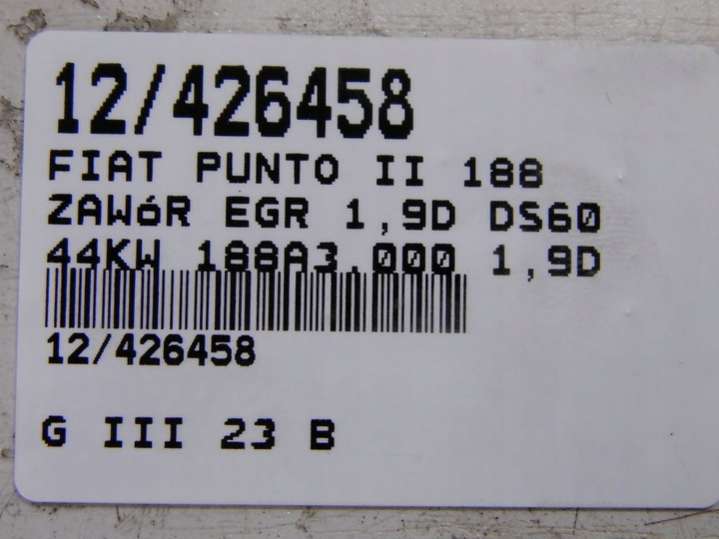 12/426458
FIAT PUNTO II 188
ZAWóR EGR 1,9D DS60
44KW 188A3.000 1,9D
12/426458
G III 23 B